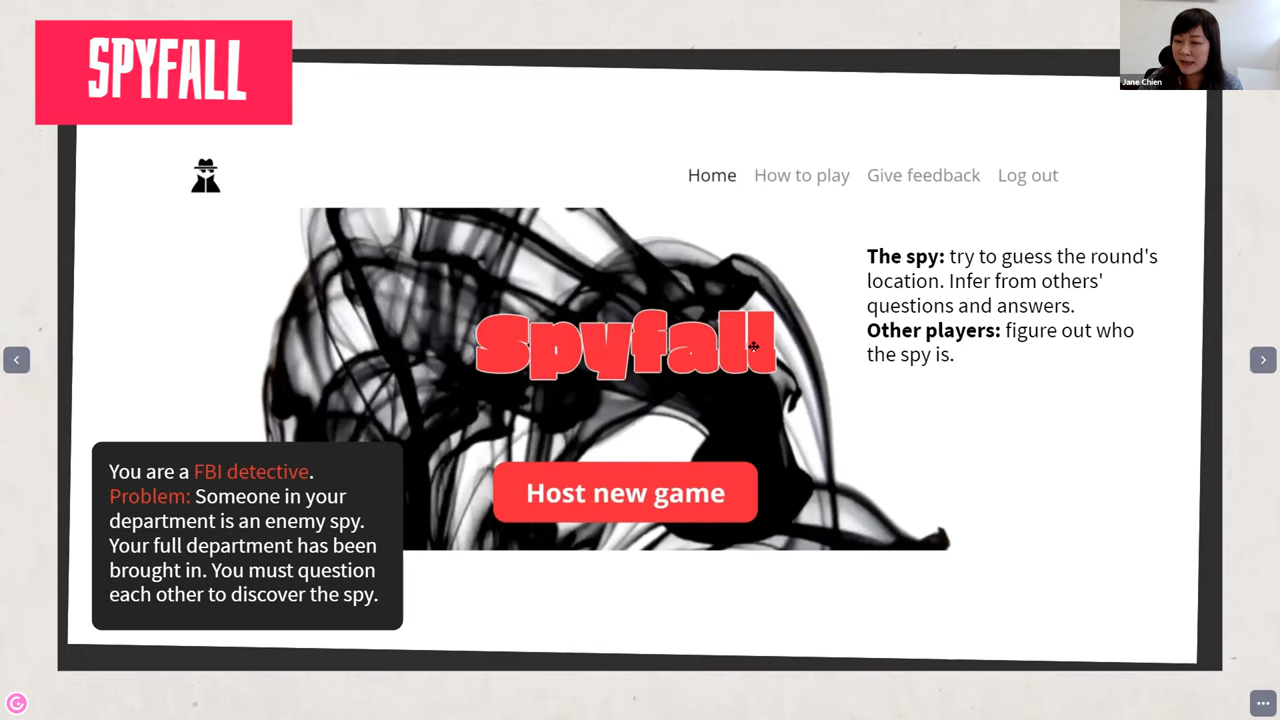 SPYFALL
Jane Chien
Home How to play Give feedback Log out
The spy: try to guess the round's
location. Infer from others'
questions and answers.
Other players: figure out who
the spy is.
Spyfall
Host new game
You are a FBI detective.
Problem: Someone in your
department is an enemy spy.
Your full department has been
brought in. You must question
each other to discover the spy.